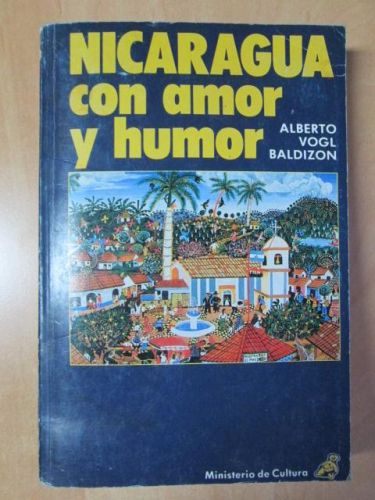 NICARAGUA
con amor
y humor
ALBERTO
VOGL
BALDIZON
Ministerio de Cultura